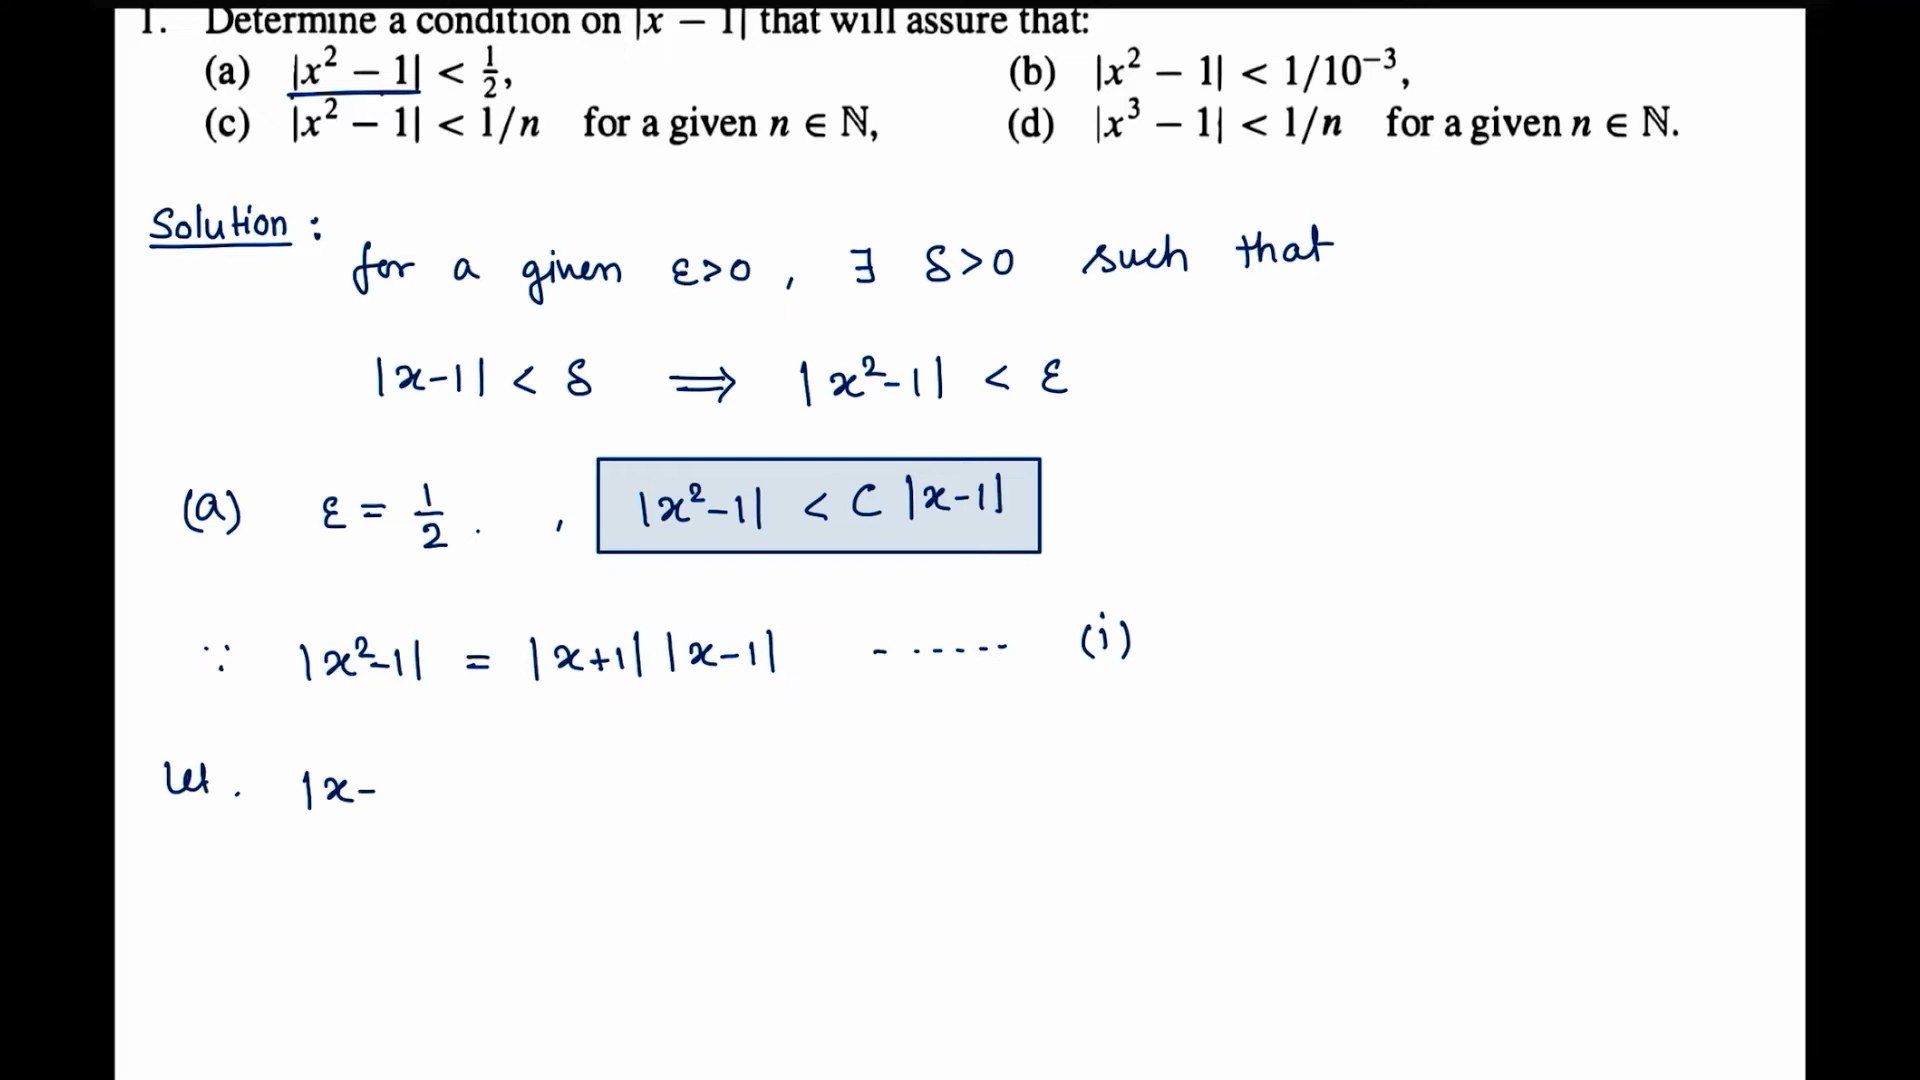 1. Determine a condition on |x − 1| that will assure that:
(a) |x² − 1| < 1/2, (b) |x² − 1| < 1/10⁻³,
(c) |x² − 1| < 1/n for a given n ∈ ℕ, (d) |x³ − 1| < 1/n for a given n ∈ ℕ.
Solution :
for a given ε>0 , ∃ δ>0 such that
|x-1| < δ ⟹ |x²-1| < ε
(a) ε = 1/2 . , |x²-1| < C |x-1|
∵ |x²-1| = |x+1| |x-1| - ------ (i)
let . |x-